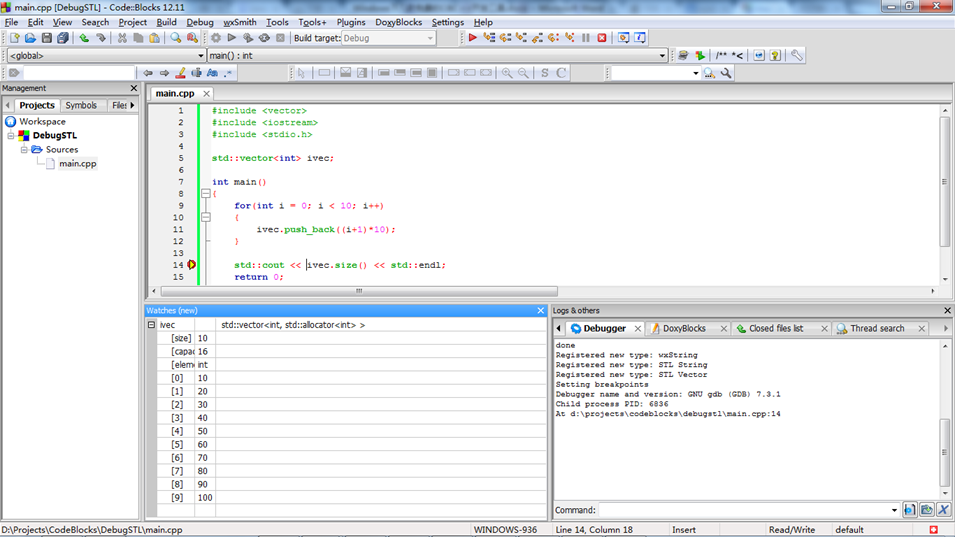 main.cpp [DebugSTL] - Code::Blocks 12.11
File Edit View Search Project Build Debug wxSmith Tools Tools+ Plugins DoxyBlocks Settings Help
Build target: Debug
<global> main() : int
/** *<
Management
Projects Symbols Files
Workspace
DebugSTL
Sources
main.cpp
main.cpp
1 #include <vector>
2 #include <iostream>
3 #include <stdio.h>
4
5 std::vector<int> ivec;
6
7 int main()
8 {
9 for(int i = 0; i < 10; i++)
10 {
11 ivec.push_back((i+1)*10);
12 }
13
14 std::cout << ivec.size() << std::endl;
15 return 0;
Watches (new)
ivec std::vector<int, std::allocator<int> >
[size] 10
[capac 16
[elem int
[0] 10
[1] 20
[2] 30
[3] 40
[4] 50
[5] 60
[6] 70
[7] 80
[8] 90
[9] 100
Logs & others
Debugger DoxyBlocks Closed files list Thread search
done
Registered new type: wxString
Registered new type: STL String
Registered new type: STL Vector
Setting breakpoints
Debugger name and version: GNU gdb (GDB) 7.3.1
Child process PID: 6836
At d:\projects\codeblocks\debugstl\main.cpp:14
Command:
D:\Projects\CodeBlocks\DebugSTL\main.cpp WINDOWS-936 Line 14, Column 18 Insert Read/Write default